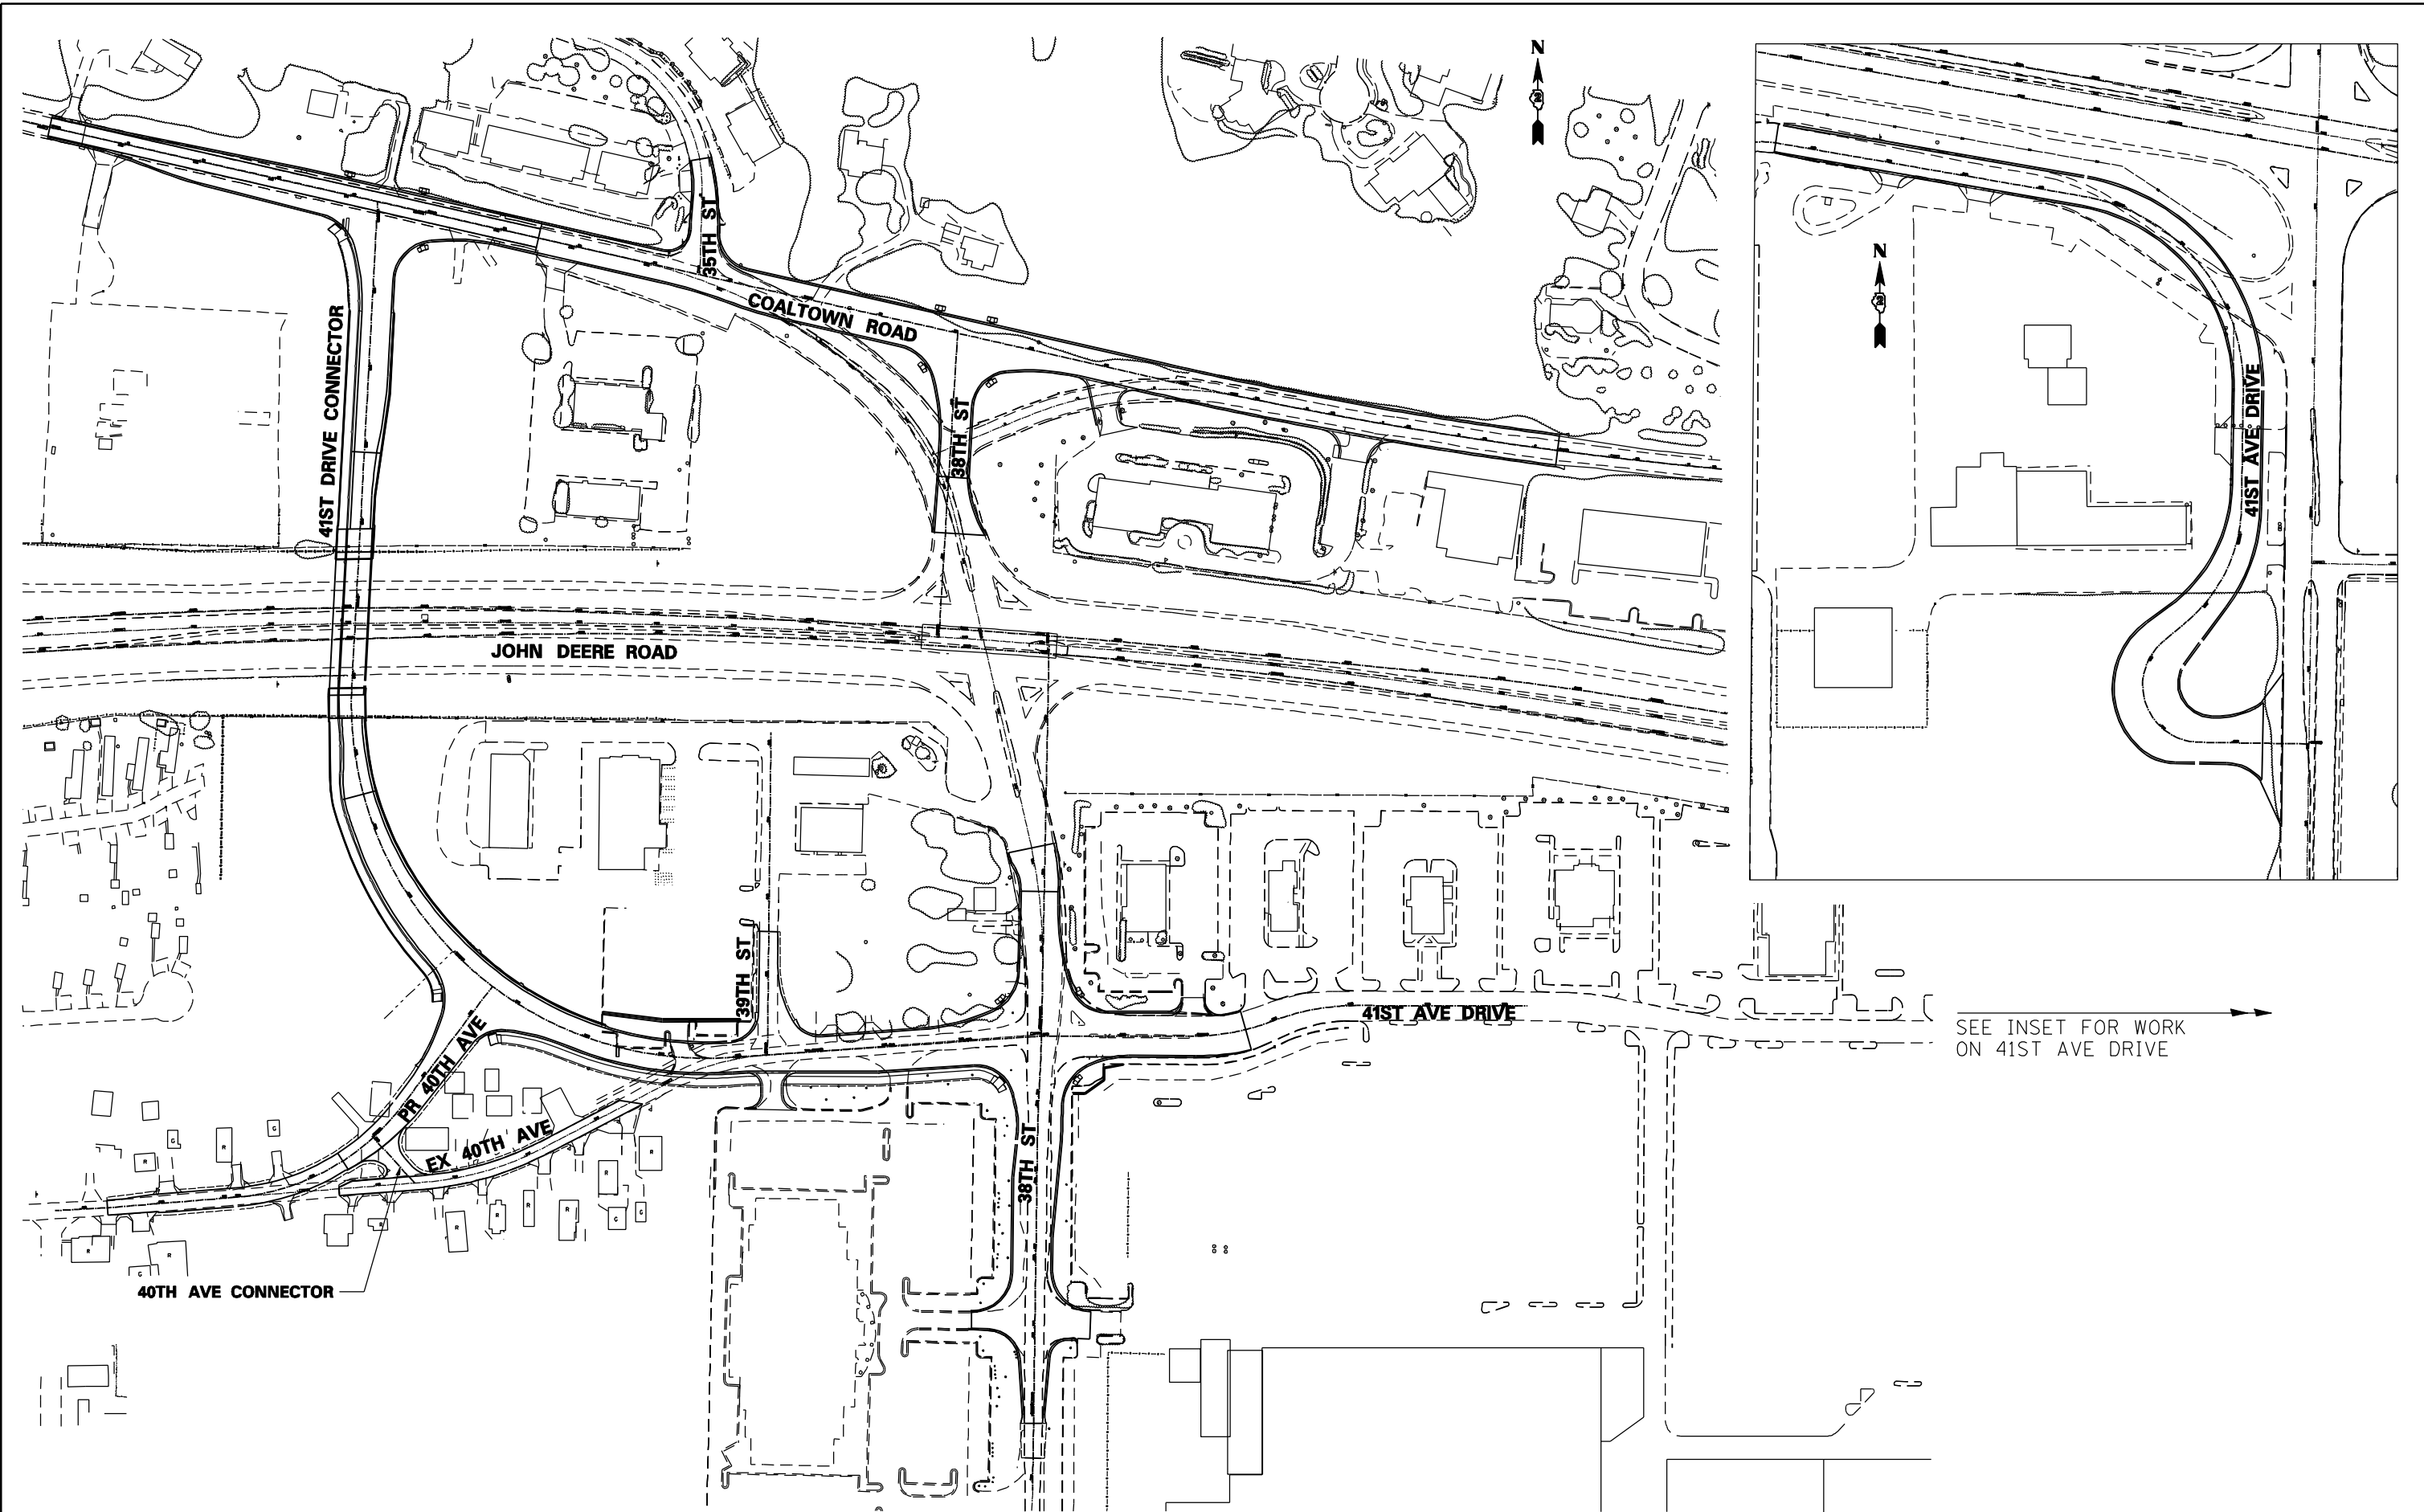 N
N
35TH ST
COALTOWN ROAD
41ST DRIVE CONNECTOR
38TH ST
41ST AVE DRIVE
JOHN DEERE ROAD
39TH ST
41ST AVE DRIVE
SEE INSET FOR WORK
ON 41ST AVE DRIVE
PR 40TH AVE
EX 40TH AVE
38TH ST
40TH AVE CONNECTOR